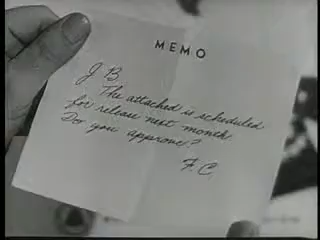 MEMO
J B
The attached is scheduled
for release next month.
Do you approve?
F. C